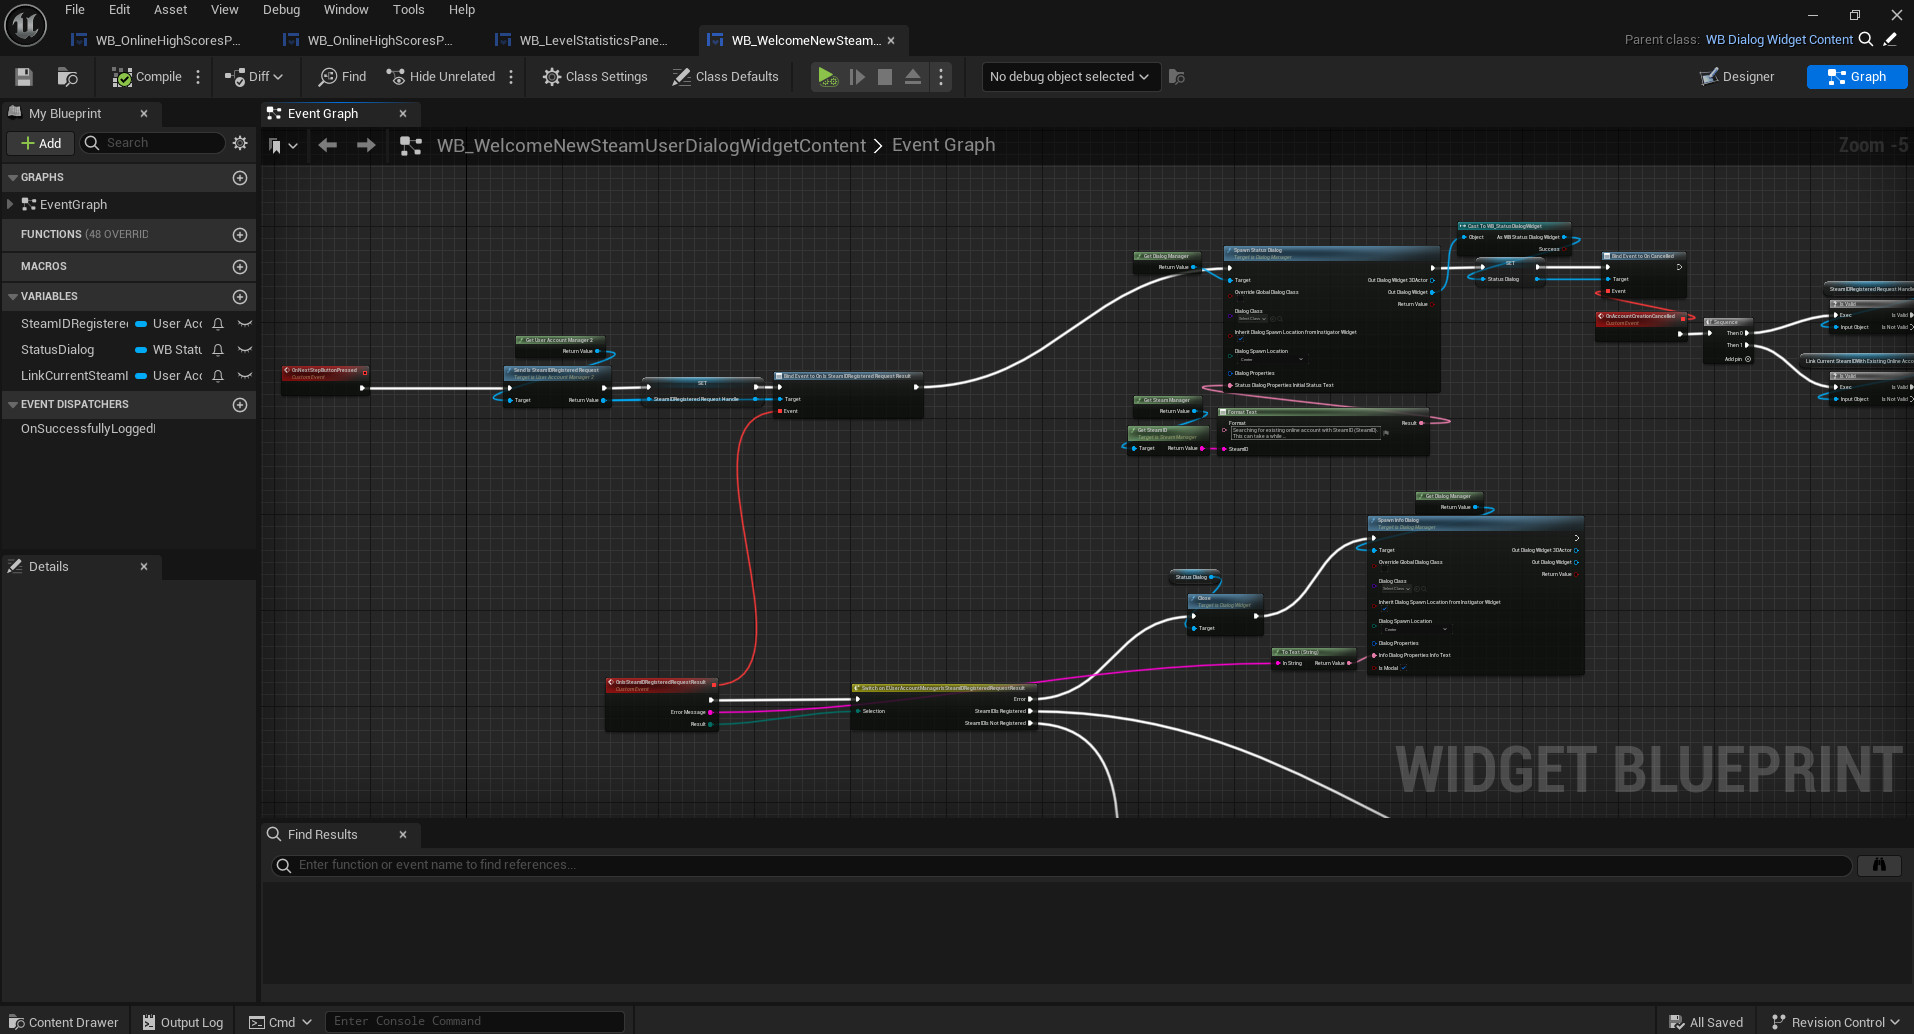 File Edit Asset View Debug Window Tools Help
WB_OnlineHighScoresP... WB_OnlineHighScoresP... WB_LevelStatisticsPane... WB_WelcomeNewSteam...
Parent class: WB Dialog Widget Content
Compile Diff Find Hide Unrelated Class Settings Class Defaults No debug object selected Designer Graph
My Blueprint
Event Graph
Add Search
WB_WelcomeNewSteamUserDialogWidgetContent > Event Graph
Zoom -5
GRAPHS
EventGraph
FUNCTIONS (48 OVERRID
MACROS
VARIABLES
SteamIDRegistere User Acc
StatusDialog WB Statu
LinkCurrentSteamI User Acc
EVENT DISPATCHERS
OnSuccessfullyLogged
Details
OnNextStepButtonPressed
Custom Event
Get User Account Manager 2
Return Value
SendIs SteamIDRegistered Request
Target is User Account Manager 2
Target Return Value
SET
SteamIDRegistered Request Handle
Bind Event to OnIs SteamIDRegistered Request Result
Target
Event
Get Dialog Manager
Return Value
Spawn Status Dialog
Target is Dialog Manager
Target
Out Dialog Widget 3DActor
Override Global Dialog Class
Out Dialog Widget
Return Value
Dialog Class
Select Class
Inherit Dialog Spawn Location from Instigator Widget
Dialog Spawn Location
Create
Dialog Properties
Status Dialog Properties Initial Status Text
Cast To WB_StatusDialogWidget
Object As WB Status Dialog Widget
Success
SET
Status Dialog
Bind Event to On Cancelled
Target
Event
OnAccountCreationCancelled
Custom Event
Sequence
Then 0
Then 1
Add pin
SteamIDRegistered Request Handle
Is Valid
Exec Is Valid
Input Object Is Not Valid
Link Current SteamIDWith Existing Online Acco
Is Valid
Exec Is Valid
Input Object Is Not Valid
Get Steam Manager
Return Value
Get SteamID
Target is Steam Manager
Target Return Value
Format Text
Format Result
Searching for existing online account with SteamID {SteamID}.
This can take a while...
SteamID
Get Dialog Manager
Return Value
Spawn Info Dialog
Target is Dialog Manager
Target Out Dialog Widget 3DActor
Override Global Dialog Class Out Dialog Widget
Return Value
Dialog Class
Select Class
Inherit Dialog Spawn Location from Instigator Widget
Dialog Spawn Location
Create
Dialog Properties
Info Dialog Properties Info Text
Is Modal
Status Dialog
Close
Target is Dialog Widget
Target
To Text (String)
In String Return Value
OnIsSteamIDRegisteredRequestResult
Custom Event
Error Message
Result
Switch on EUserAccountManagerIsSteamIDRegisteredRequestResult
Error
Selection SteamIDIs Registered
SteamIDIs Not Registered
WIDGET BLUEPRINT
Find Results
Enter function or event name to find references...
Content Drawer Output Log Cmd Enter Console Command All Saved Revision Control